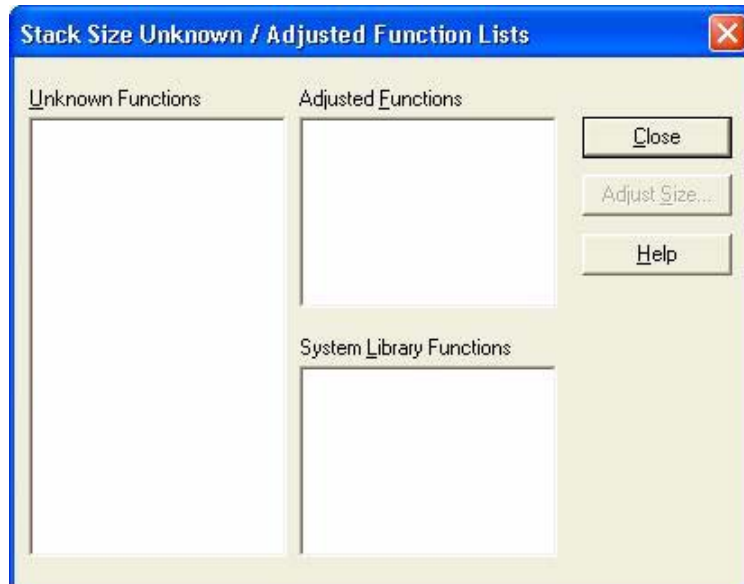 Stack Size Unknown / Adjusted Function Lists
Unknown Functions
Adjusted Functions
Close
Adjust Size...
Help
System Library Functions